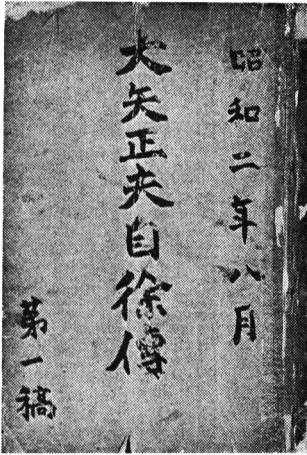 昭和二年八月
大矢正夫自徐傳
第一稿